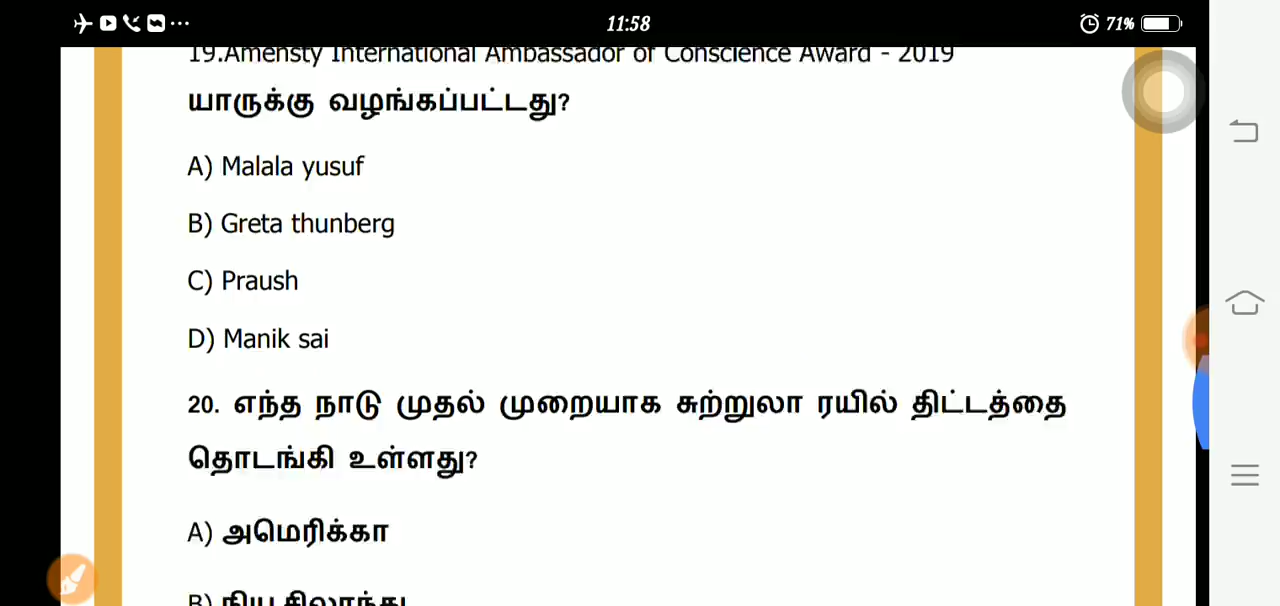 11:58
71%
19.Amensty International Ambassador of Conscience Award - 2019
யாருக்கு வழங்கப்பட்டது?
A) Malala yusuf
B) Greta thunberg
C) Praush
D) Manik sai
20. எந்த நாடு முதல் முறையாக சுற்றுலா ரயில் திட்டத்தை
தொடங்கி உள்ளது?
A) அமெரிக்கா
B)